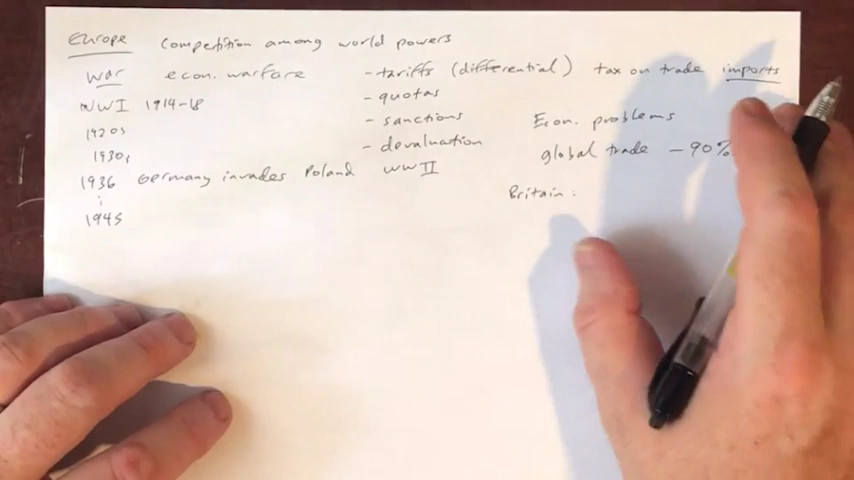 Europe competition among world powers
war econ. warfare - tariffs (differential) tax on trade imports
WWI 1914-18 - quotas
1920s - sanctions Econ. problems
1930s - devaluation global trade - 90%
1936 Germany invades Poland WWII
Britain:
1945